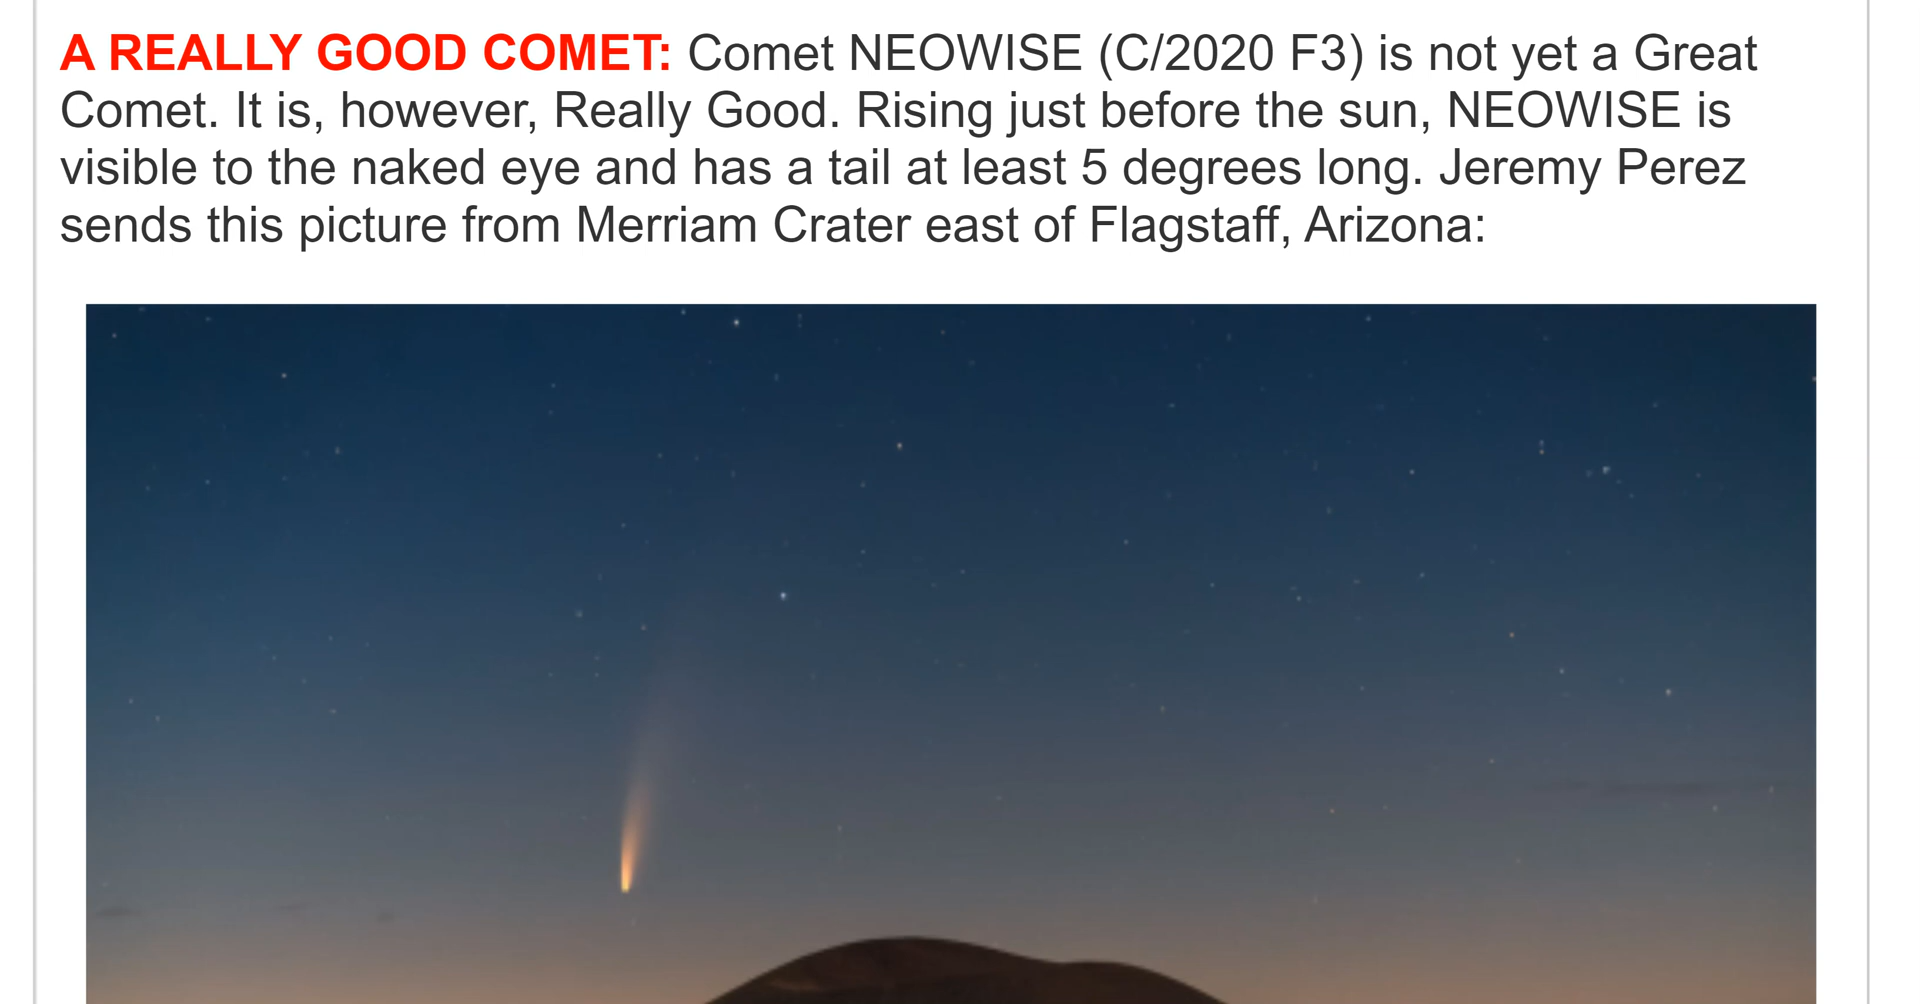 A REALLY GOOD COMET: Comet NEOWISE (C/2020 F3) is not yet a Great
Comet. It is, however, Really Good. Rising just before the sun, NEOWISE is
visible to the naked eye and has a tail at least 5 degrees long. Jeremy Perez
sends this picture from Merriam Crater east of Flagstaff, Arizona: